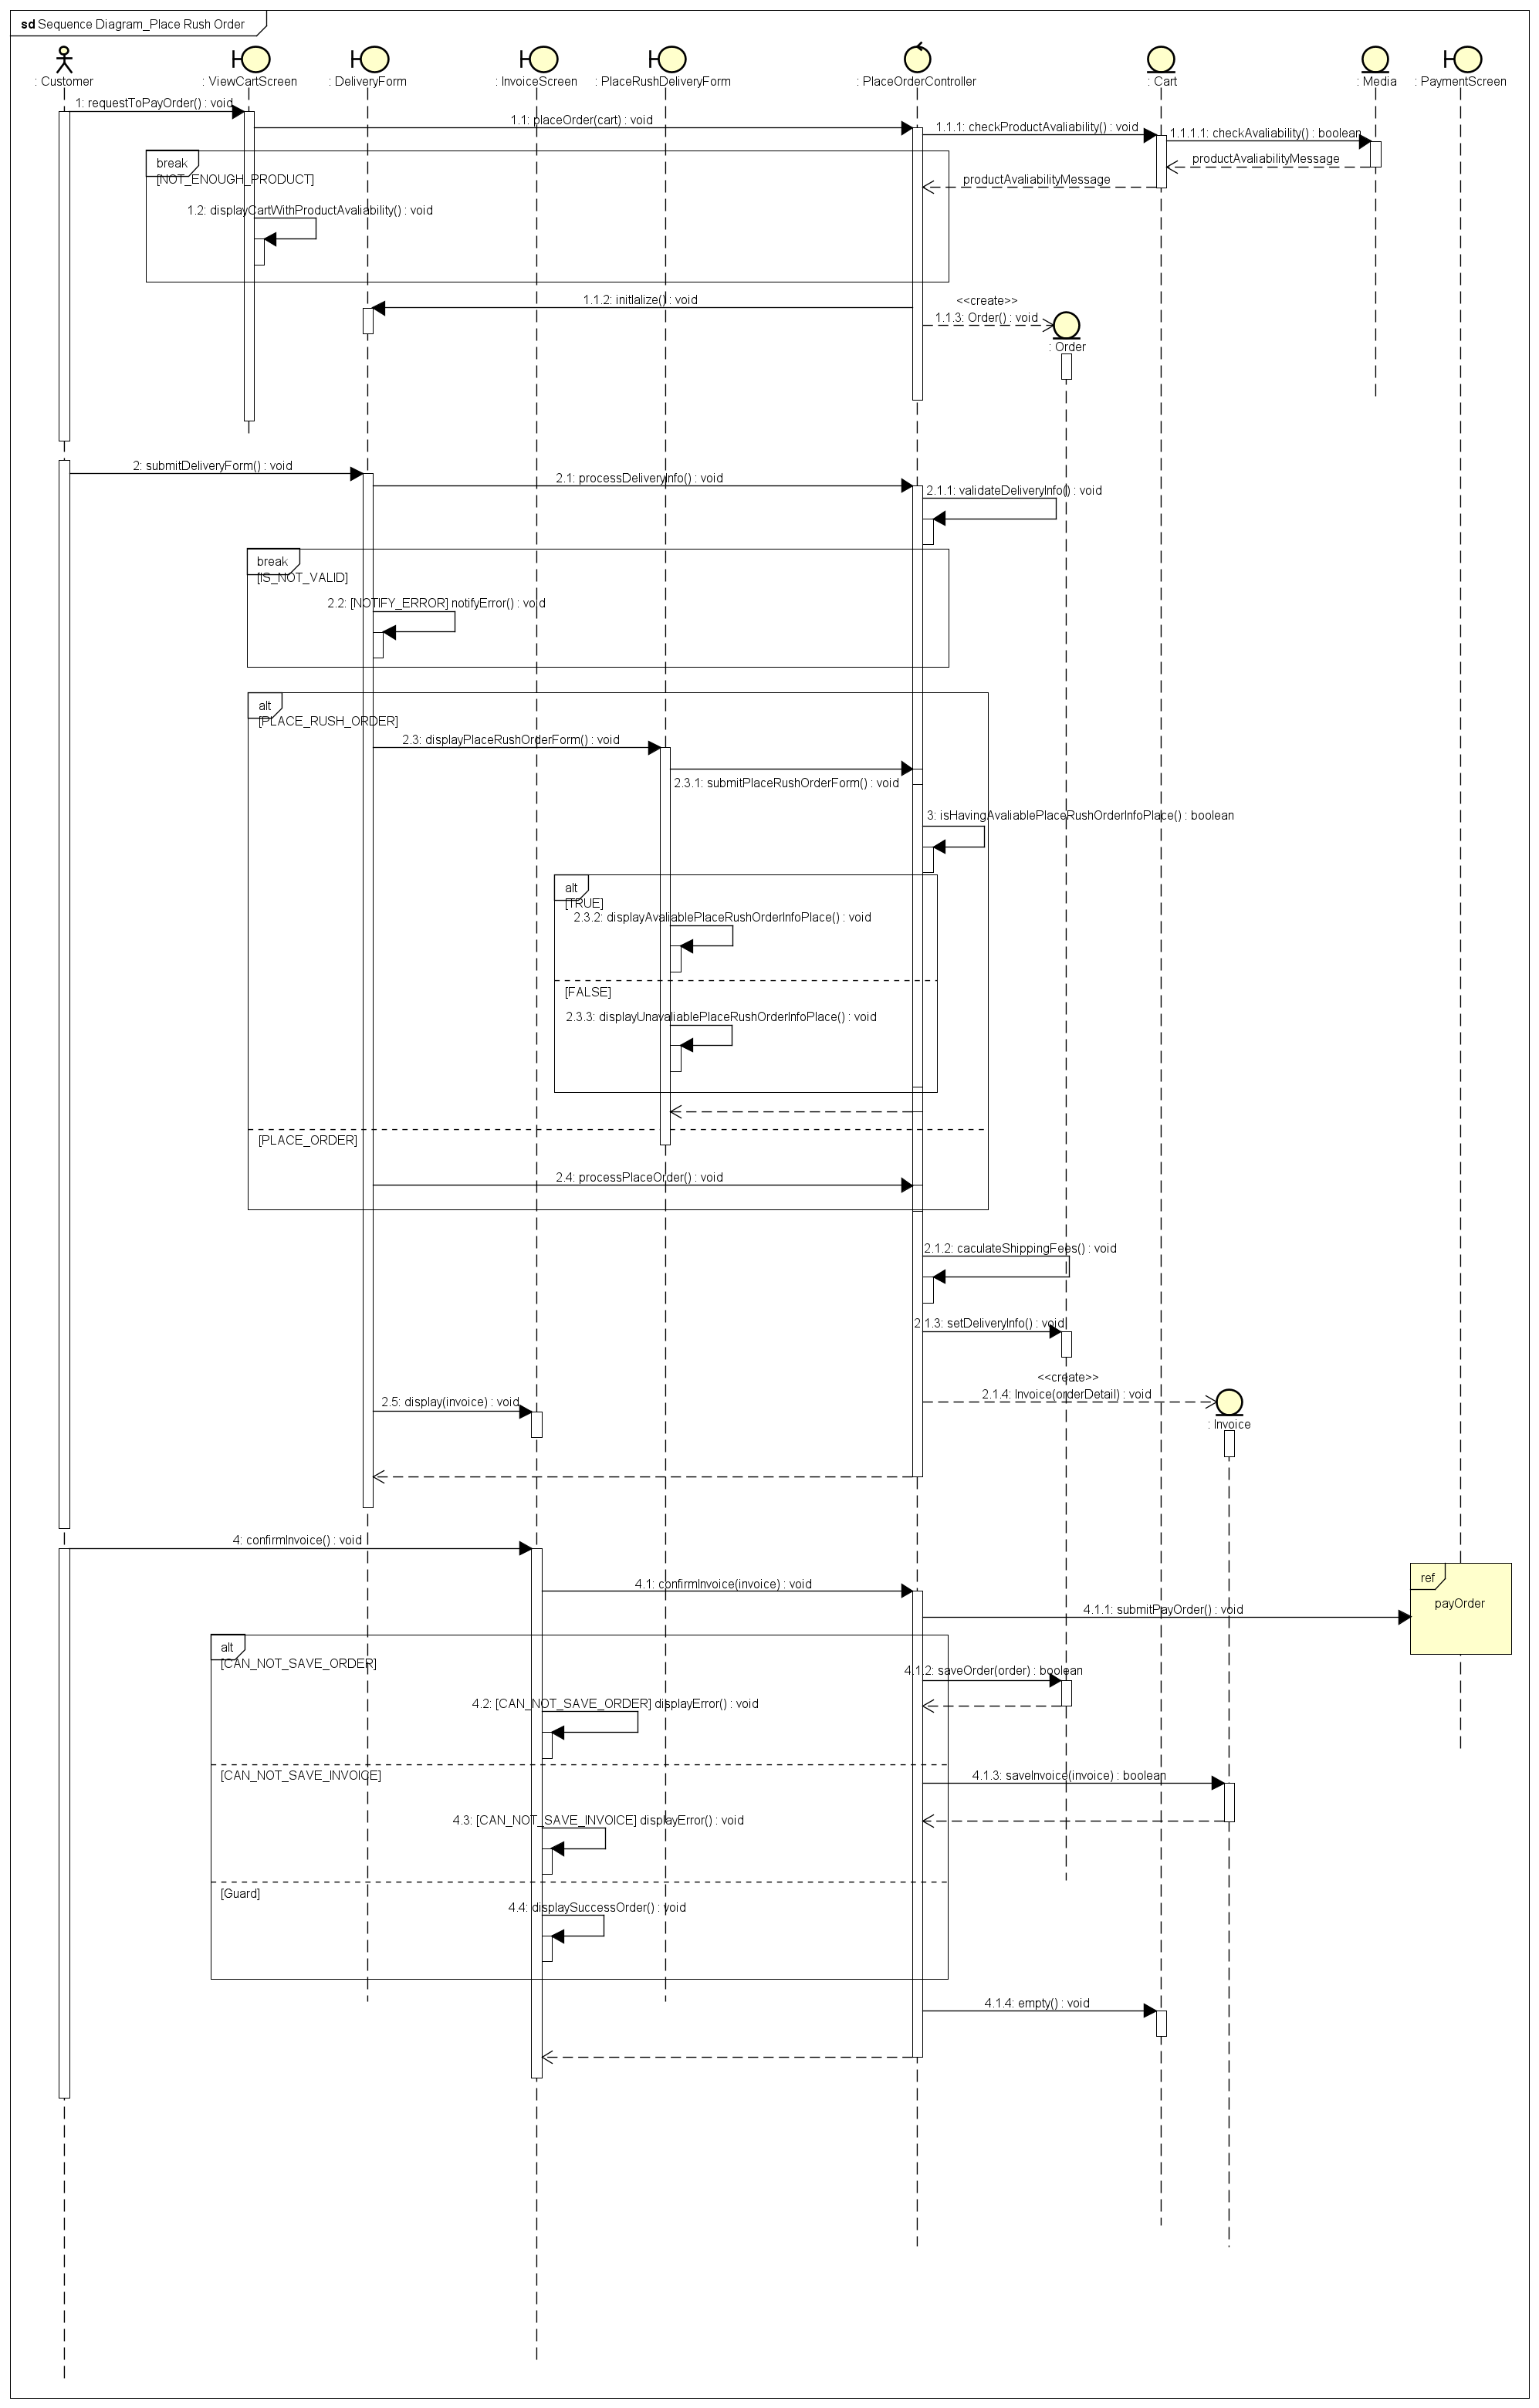 sd Sequence Diagram_Place Rush Order
: Customer
: ViewCartScreen
: DeliveryForm
: InvoiceScreen
: PlaceRushDeliveryForm
: PlaceOrderController
: Cart
: Media
: PaymentScreen
1: requestToPayOrder() : void
1.1: placeOrder(cart) : void
1.1.1: checkProductAvaliability() : void
1.1.1.1: checkAvaliability() : boolean
productAvaliabilityMessage
productAvaliabilityMessage
break
[NOT_ENOUGH_PRODUCT]
1.2: displayCartWithProductAvaliability() : void
1.1.2: initlalize() : void
<<create>>
1.1.3: Order() : void
: Order
2: submitDeliveryForm() : void
2.1: processDeliveryInfo() : void
2.1.1: validateDeliveryInfo() : void
break
[IS_NOT_VALID]
2.2: [NOTIFY_ERROR] notifyError() : void
alt
[PLACE_RUSH_ORDER]
2.3: displayPlaceRushOrderForm() : void
2.3.1: submitPlaceRushOrderForm() : void
3: isHavingAvaliablePlaceRushOrderInfoPlace() : boolean
alt
[TRUE]
2.3.2: displayAvaliablePlaceRushOrderInfoPlace() : void
[FALSE]
2.3.3: displayUnavaliablePlaceRushOrderInfoPlace() : void
[PLACE_ORDER]
2.4: processPlaceOrder() : void
2.1.2: caculateShippingFees() : void
2.1.3: setDeliveryInfo() : void
<<create>>
2.1.4: Invoice(orderDetail) : void
2.5: display(invoice) : void
: Invoice
4: confirmInvoice() : void
4.1: confirmInvoice(invoice) : void
ref
payOrder
4.1.1: submitPayOrder() : void
alt
[CAN_NOT_SAVE_ORDER]
4.1.2: saveOrder(order) : boolean
4.2: [CAN_NOT_SAVE_ORDER] displayError() : void
[CAN_NOT_SAVE_INVOICE]
4.1.3: saveInvoice(invoice) : boolean
4.3: [CAN_NOT_SAVE_INVOICE] displayError() : void
[Guard]
4.4: displaySuccessOrder() : void
4.1.4: empty() : void